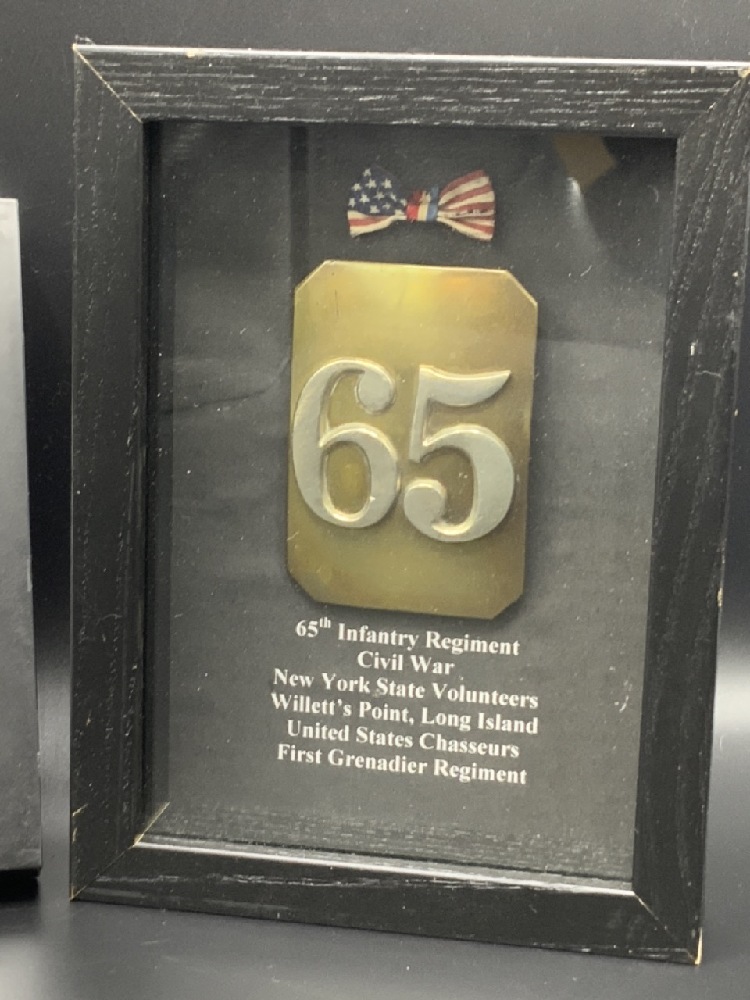 65
65th Infantry Regiment
Civil War
New York State Volunteers
Willett's Point, Long Island
United States Chasseurs
First Grenadier Regiment